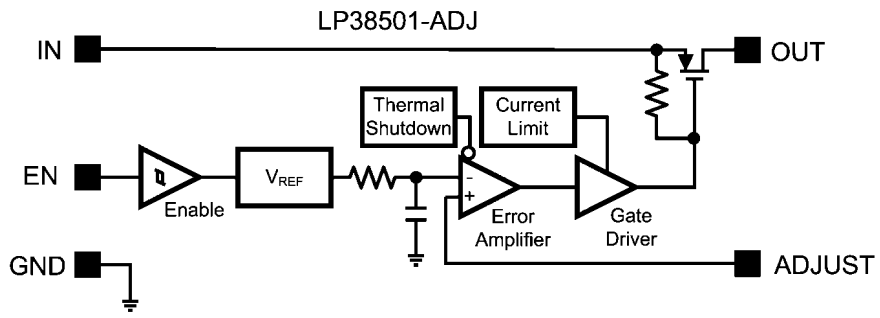 LP38501-ADJ
IN
OUT
Thermal
Shutdown
Current
Limit
EN
Enable
VREF
-
+
Error
Amplifier
Gate
Driver
GND
ADJUST